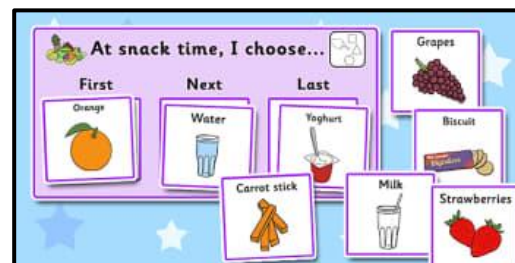 At snack time, I choose...
First Next Last
Orange
Water
Yoghurt
Grapes
Biscuit
Carrot stick
Milk
Strawberries